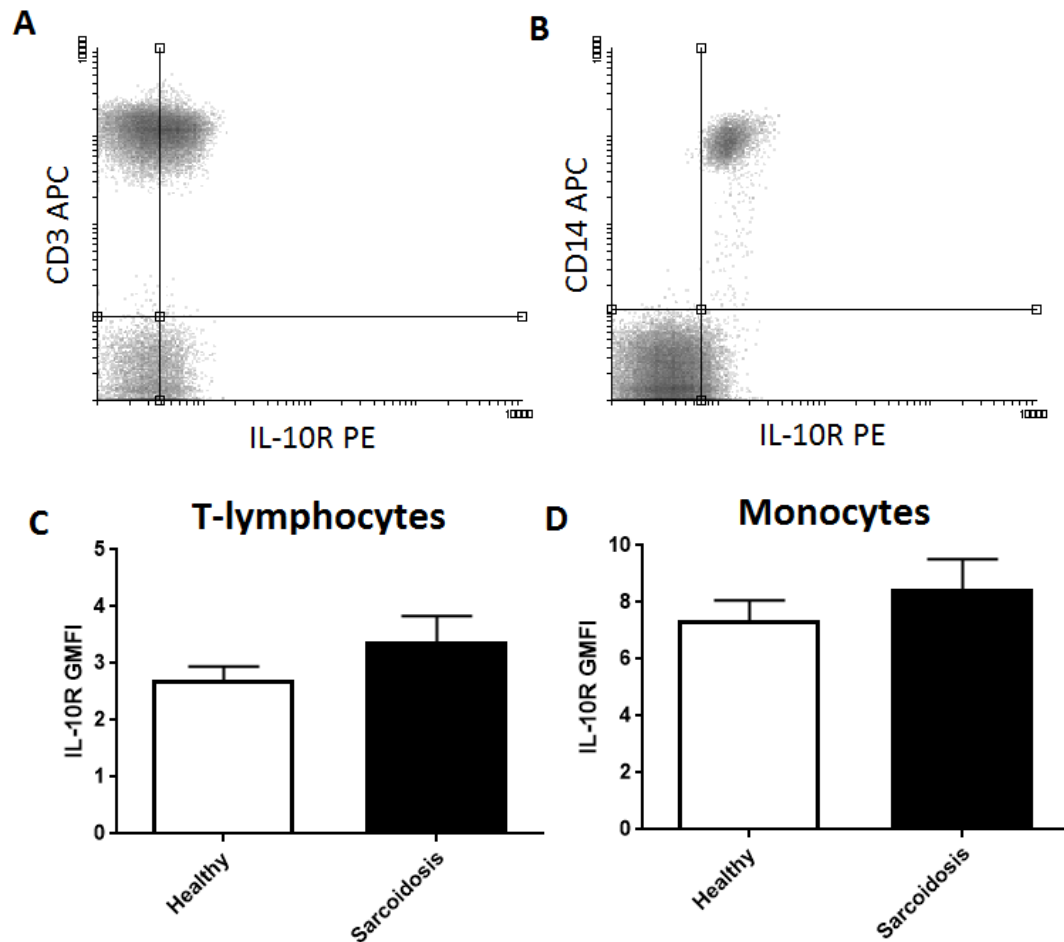 A
CD3 APC
IL-10R PE
B
CD14 APC
IL-10R PE
C
T-lymphocytes
5
4
3
2
1
0
IL-10R GMFI
Healthy
Sarcoidosis
D
Monocytes
10
8
6
4
2
0
IL-10R GMFI
Healthy
Sarcoidosis